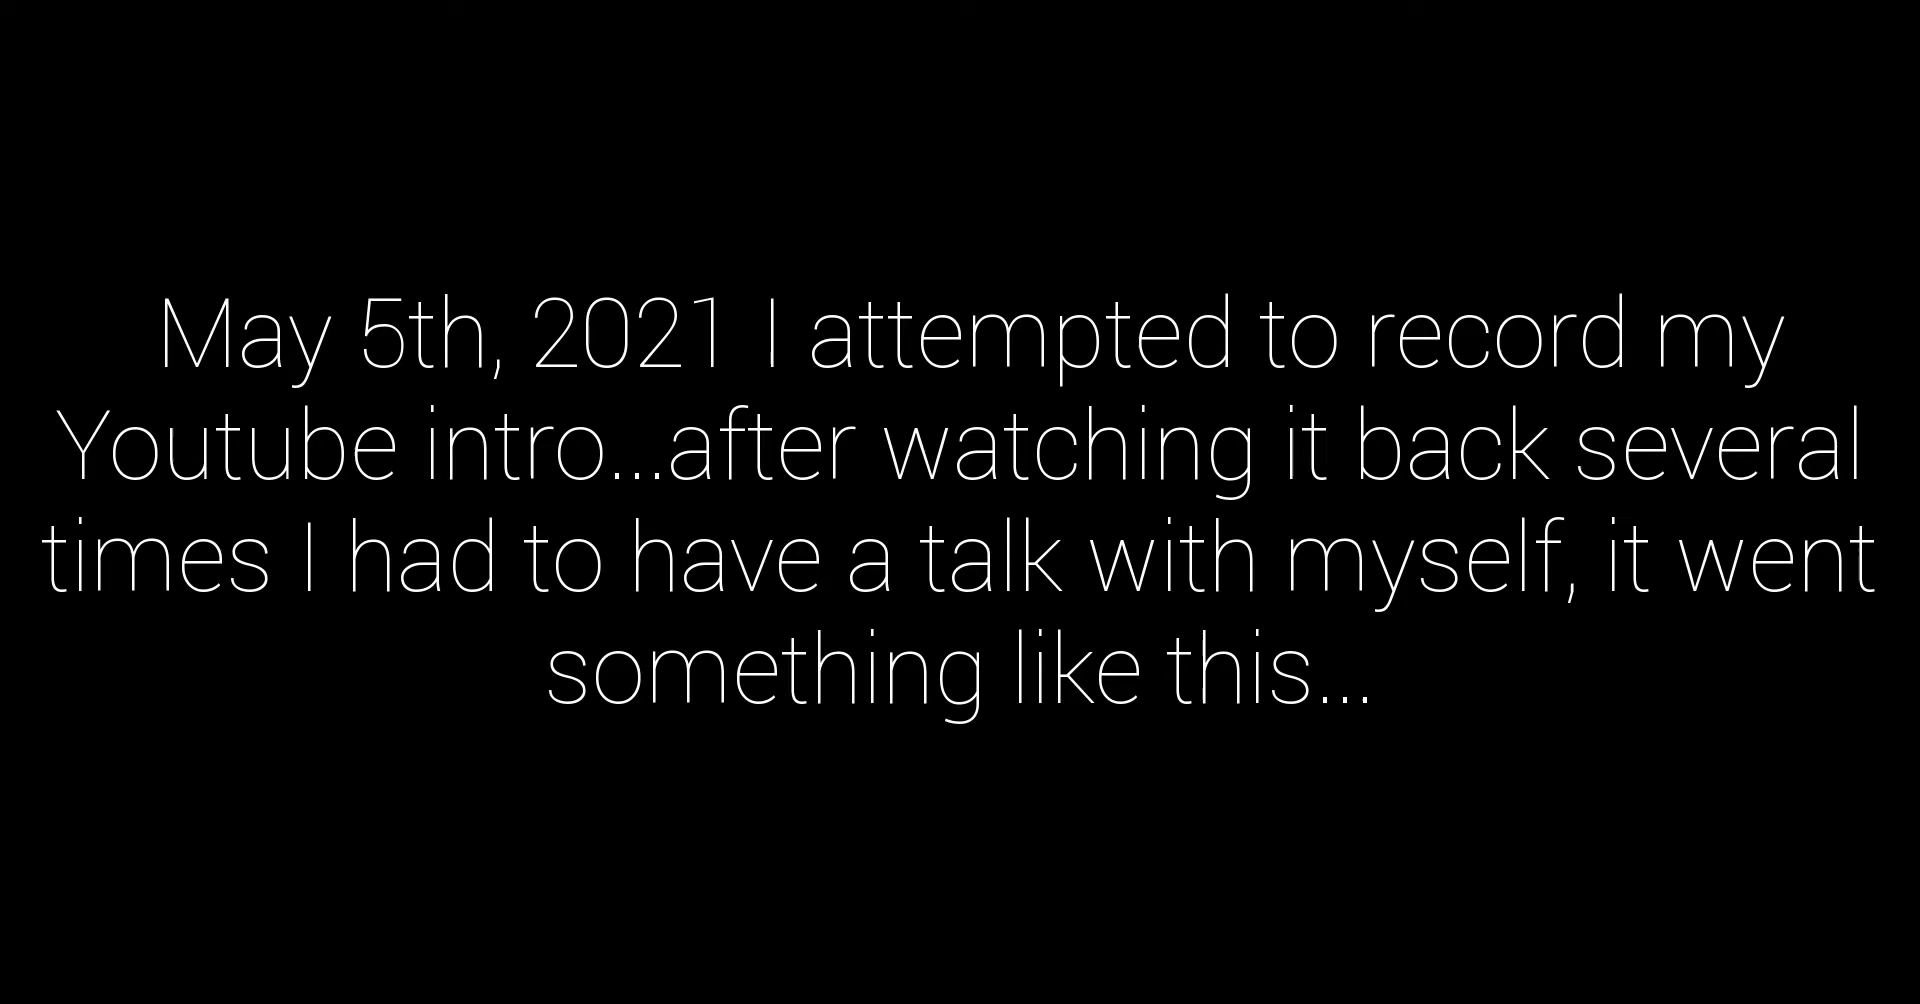 May 5th, 2021 I attempted to record my
Youtube intro...after watching it back several
times I had to have a talk with myself, it went
something like this...